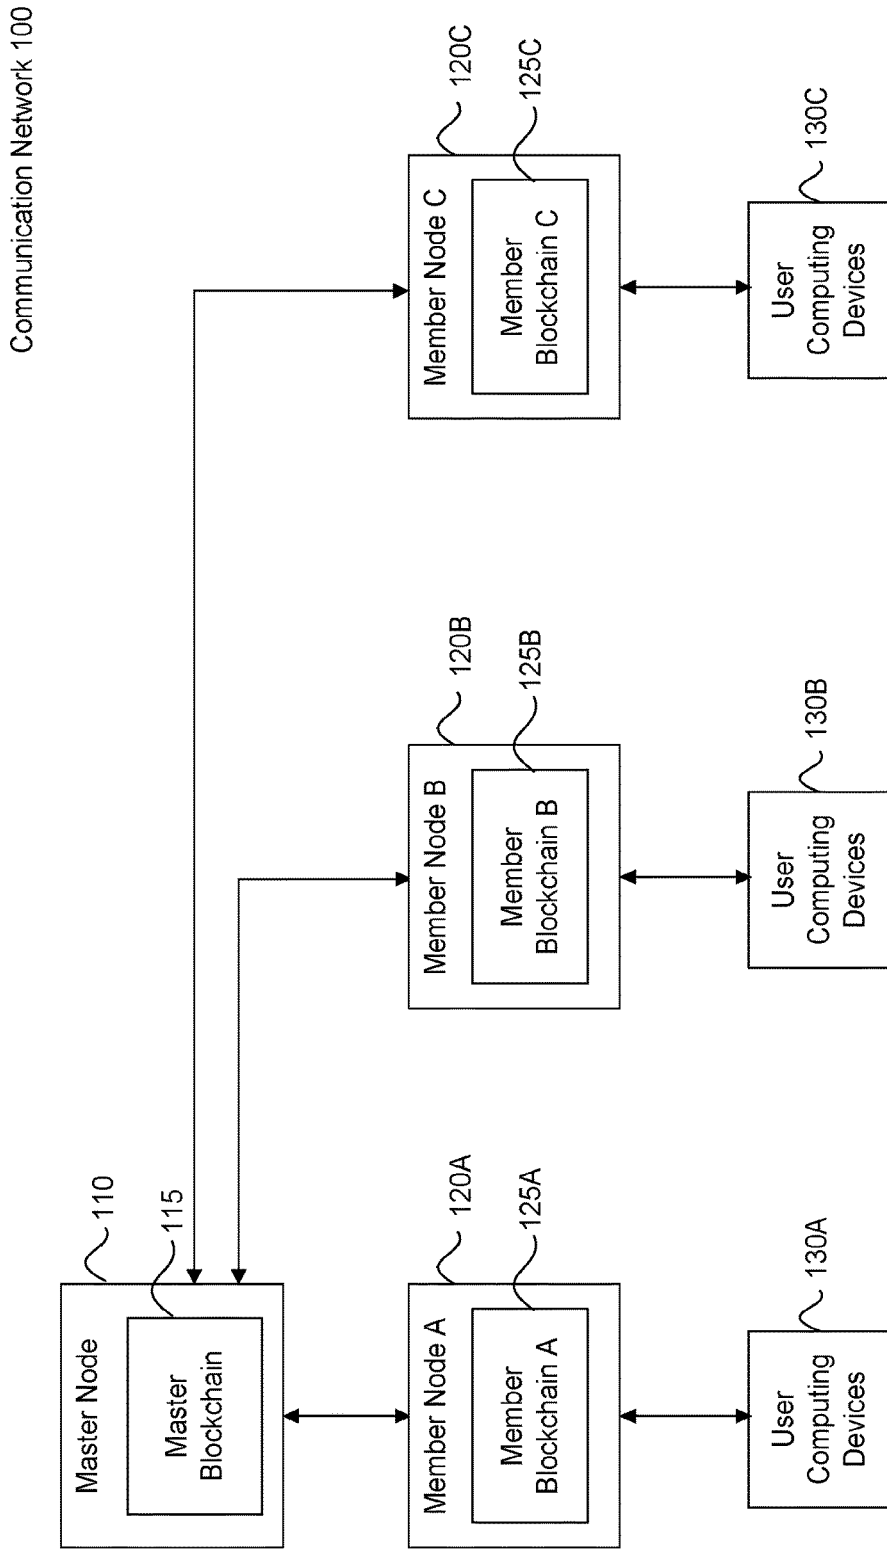 Communication Network 100
Master Node
110
Master
Blockchain
115
Member Node A
120A
Member
Blockchain A
125A
Member Node B
120B
Member
Blockchain B
125B
Member Node C
120C
Member
Blockchain C
125C
User
Computing
Devices
130A
User
Computing
Devices
130B
User
Computing
Devices
130C